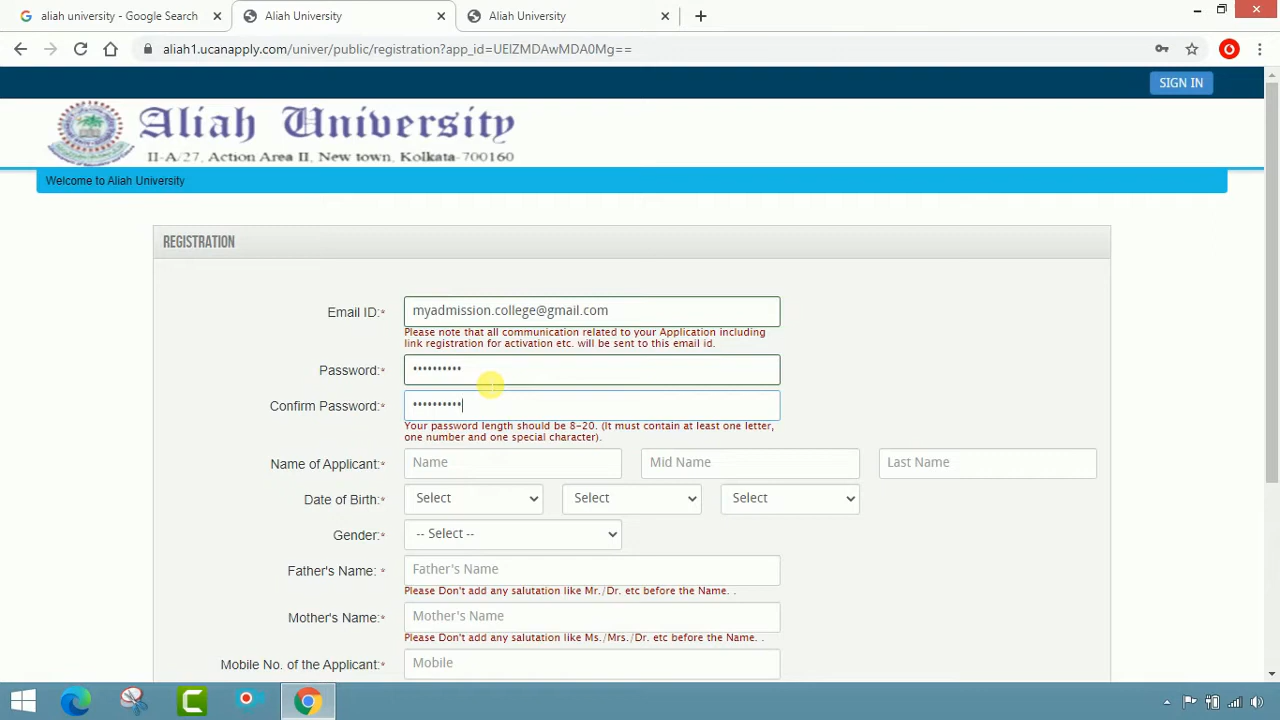 aliah university - Google Search
Aliah University
Aliah University
aliah1.ucanapply.com/univer/public/registration?app_id=UElZMDAwMDA0Mg==
SIGN IN
Aliah University
II-A/27, Action Area II, New town, Kolkata-700160
Welcome to Aliah University
REGISTRATION
Email ID:* myadmission.college@gmail.com
Please note that all communication related to your Application including
link registration for activation etc. will be sent to this email id.
Password:* ••••••••••
Confirm Password:* ••••••••••
Your password length should be 8-20. (It must contain at least one letter,
one number and one special character).
Name of Applicant:* Name Mid Name Last Name
Date of Birth:* Select Select Select
Gender:* -- Select --
Father's Name: * Father's Name
Please Don't add any salutation like Mr./Dr. etc before the Name. .
Mother's Name:* Mother's Name
Please Don't add any salutation like Ms./Mrs./Dr. etc before the Name. .
Mobile No. of the Applicant:* Mobile